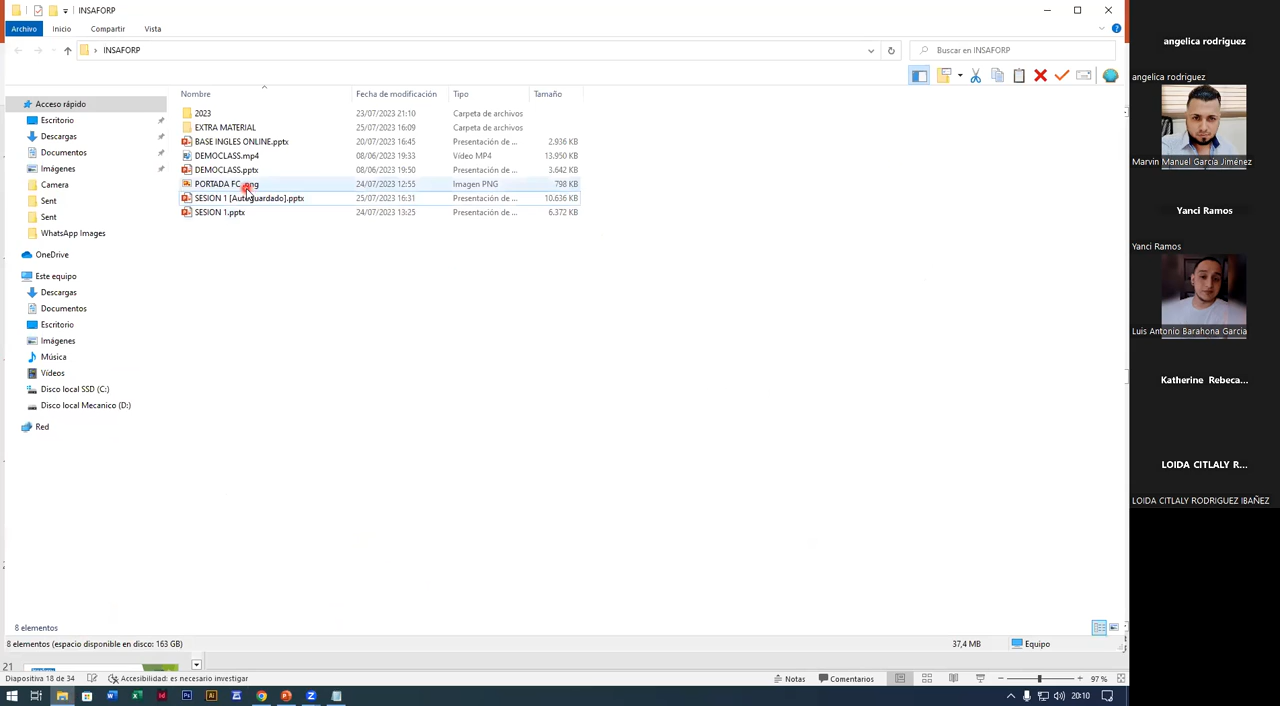 INSAFORP
Archivo Inicio Compartir Vista
INSAFORP
Buscar en INSAFORP
Nombre Fecha de modificación Tipo Tamaño
Acceso rápido
Escritorio
Descargas
Documentos
Imágenes
Camera
Sent
Sent
WhatsApp Images
OneDrive
Este equipo
Descargas
Documentos
Escritorio
Imágenes
Música
Vídeos
Disco local SSD (C:)
Disco local Mecanico (D:)
Red
2023 23/07/2023 21:10 Carpeta de archivos
EXTRA MATERIAL 25/07/2023 16:09 Carpeta de archivos
BASE INGLES ONLINE.pptx 20/07/2023 16:45 Presentación de ... 2.936 KB
DEMOCLASS.mp4 08/06/2023 19:33 Vídeo MP4 13.950 KB
DEMOCLASS.pptx 08/06/2023 19:50 Presentación de ... 3.642 KB
PORTADA FC.png 24/07/2023 12:55 Imagen PNG 798 KB
SESION 1 [Autoguardado].pptx 25/07/2023 16:31 Presentación de ... 10.636 KB
SESION 1.pptx 24/07/2023 13:25 Presentación de ... 6.372 KB
8 elementos
8 elementos (espacio disponible en disco: 163 GB) 37,4 MB Equipo
21
Diapositiva 18 de 34 Accesibilidad: es necesario investigar Notas Comentarios 97 %
20:10
angelica rodriguez
angelica rodriguez
Marvin Manuel García Jiménez
Yanci Ramos
Yanci Ramos
Luis Antonio Barahona Garcia
Katherine Rebeca...
LOIDA CITLALY R...
LOIDA CITLALY RODRIGUEZ IBAÑEZ